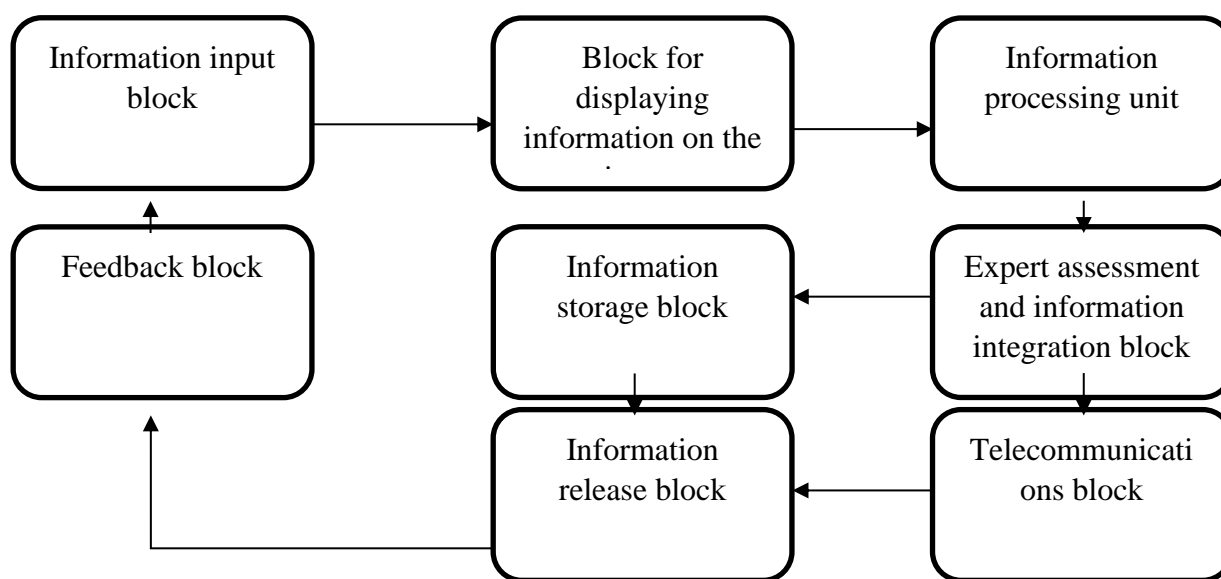 Information input
block
Block for
displaying
information on the
Information
processing unit
Feedback block
Information
storage block
Expert assessment
and information
integration block
Information
release block
Telecommunicati
ons block